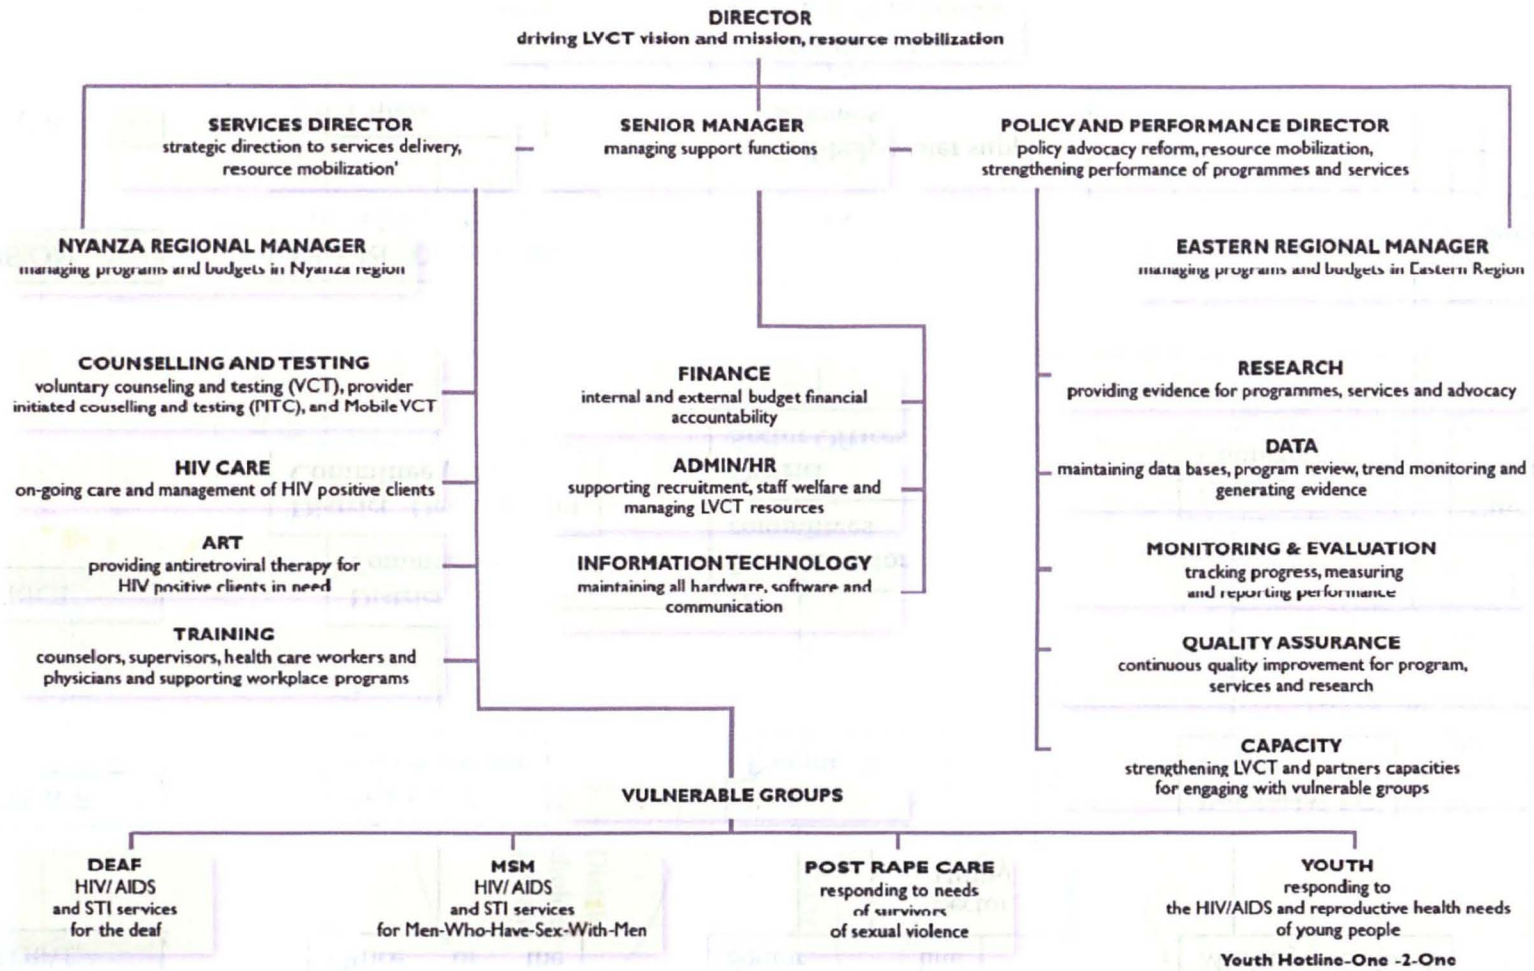 DIRECTOR
driving LVCT vision and mission, resource mobilization
SERVICES DIRECTOR
strategic direction to services delivery,
resource mobilization'
SENIOR MANAGER
managing support functions
POLICY AND PERFORMANCE DIRECTOR
policy advocacy reform, resource mobilization,
strengthening performance of programmes and services
NYANZA REGIONAL MANAGER
managing programs and budgets in Nyanza region
EASTERN REGIONAL MANAGER
managing programs and budgets in Eastern Region
COUNSELLING AND TESTING
voluntary counseling and testing (VCT), provider
initiated couselling and testing (PITC), and Mobile VCT
HIV CARE
on-going care and management of HIV positive clients
ART
providing antiretroviral therapy for
HIV positive clients in need
TRAINING
counselors, supervisors, health care workers and
physicians and supporting workplace programs
FINANCE
internal and external budget financial
accountability
ADMIN/HR
supporting recruitment, staff welfare and
managing LVCT resources
INFORMATION TECHNOLOGY
maintaining all hardware, software and
communication
RESEARCH
providing evidence for programmes, services and advocacy
DATA
maintaining data bases, program review, trend monitoring and
generating evidence
MONITORING & EVALUATION
tracking progress, measuring
and reporting performance
QUALITY ASSURANCE
continuous quality improvement for program,
services and research
CAPACITY
strengthening LVCT and partners capacities
for engaging with vulnerable groups
VULNERABLE GROUPS
DEAF
HIV/ AIDS
and STI services
for the deaf
MSM
HIV/ AIDS
and STI services
for Men-Who-Have-Sex-With-Men
POST RAPE CARE
responding to needs
of survivors
of sexual violence
YOUTH
responding to
the HIV/AIDS and reproductive health needs
of young people
Youth Hotline-One -2-One